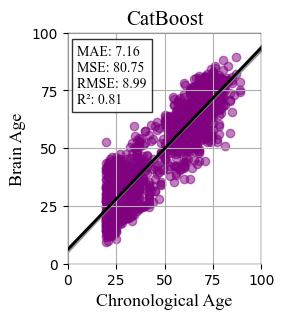 CatBoost
100
75
50
25
0
MAE: 7.16
MSE: 80.75
RMSE: 8.99
R²: 0.81
Brain Age
0 25 50 75 100
Chronological Age